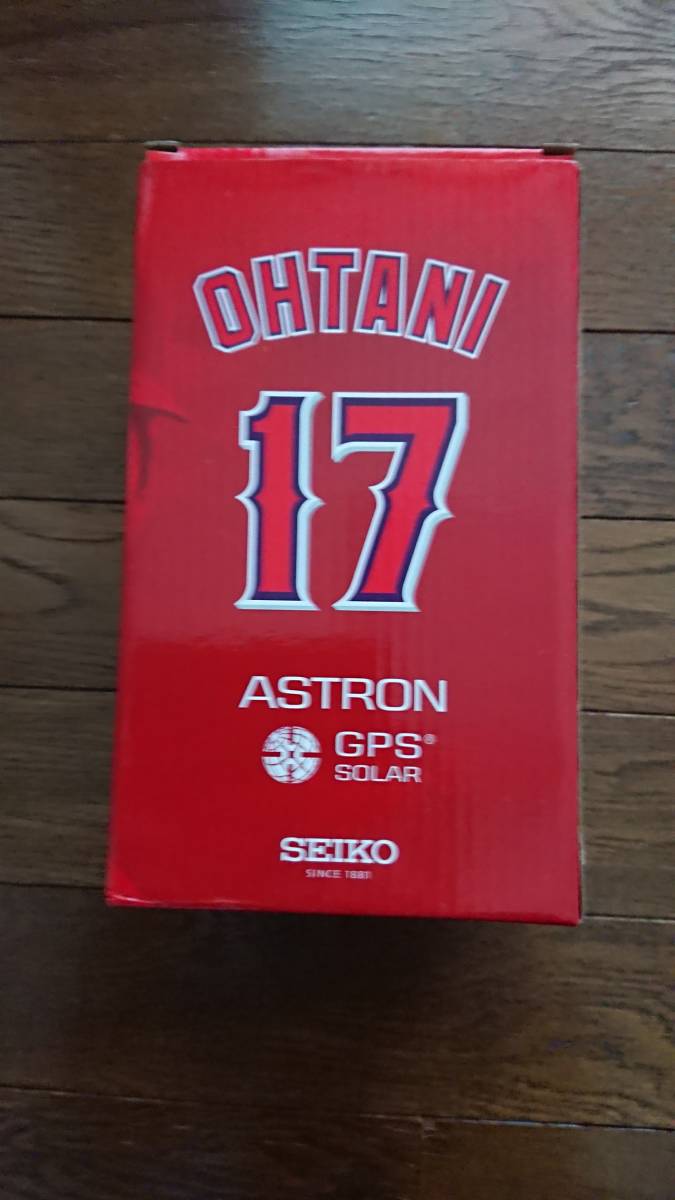 OHTANI
17
ASTRON
GPS®
SOLAR
SEIKO
SINCE 1881